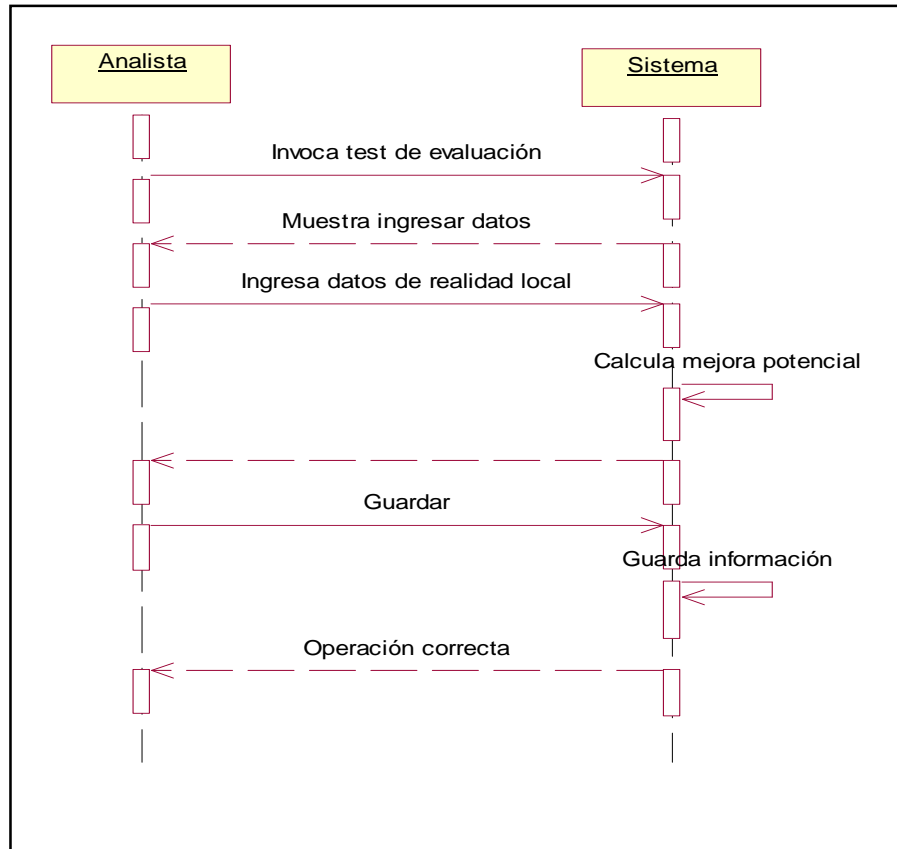 Analista
Sistema
Invoca test de evaluación
Muestra ingresar datos
Ingresa datos de realidad local
Calcula mejora potencial
Guardar
Guarda información
Operación correcta